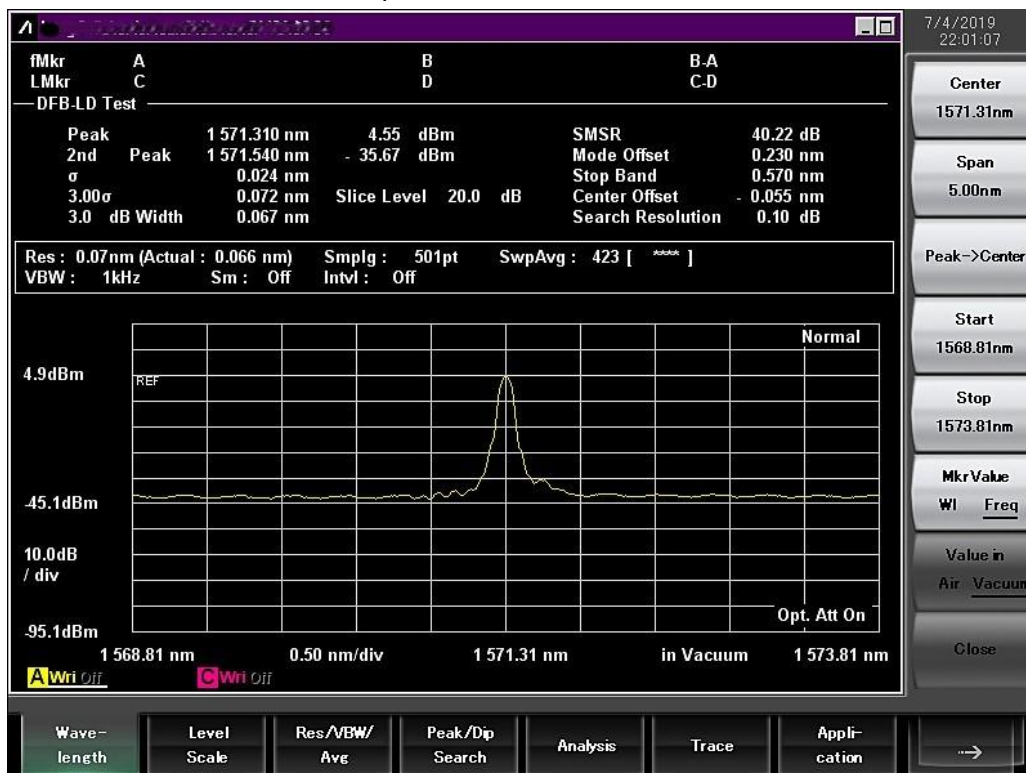 7/4/2019
22:01:07
fMkr A B B-A
LMkr C D C-D
DFB-LD Test
Peak 1 571.310 nm 4.55 dBm SMSR 40.22 dB
2nd Peak 1 571.540 nm - 35.67 dBm Mode Offset 0.230 nm
σ 0.024 nm Stop Band 0.570 nm
3.00σ 0.072 nm Slice Level 20.0 dB Center Offset - 0.055 nm
3.0 dB Width 0.067 nm Search Resolution 0.10 dB
Res : 0.07nm (Actual : 0.066 nm) Smplg : 501pt SwpAvg : 423 [ **** ]
VBW : 1kHz Sm : Off Intvl : Off
Normal
4.9dBm
REF
-45.1dBm
10.0dB
/ div
Opt. Att On
-95.1dBm
1 568.81 nm 0.50 nm/div 1 571.31 nm in Vacuum 1 573.81 nm
A Wri Off C Wri Off
Center
1571.31nm
Span
5.00nm
Peak->Center
Start
1568.81nm
Stop
1573.81nm
Mkr Value
Wl Freq
Value in
Air Vacuum
Close
Wave-
length
Level
Scale
Res/VBW/
Avg
Peak/Dip
Search
Analysis
Trace
Appli-
cation